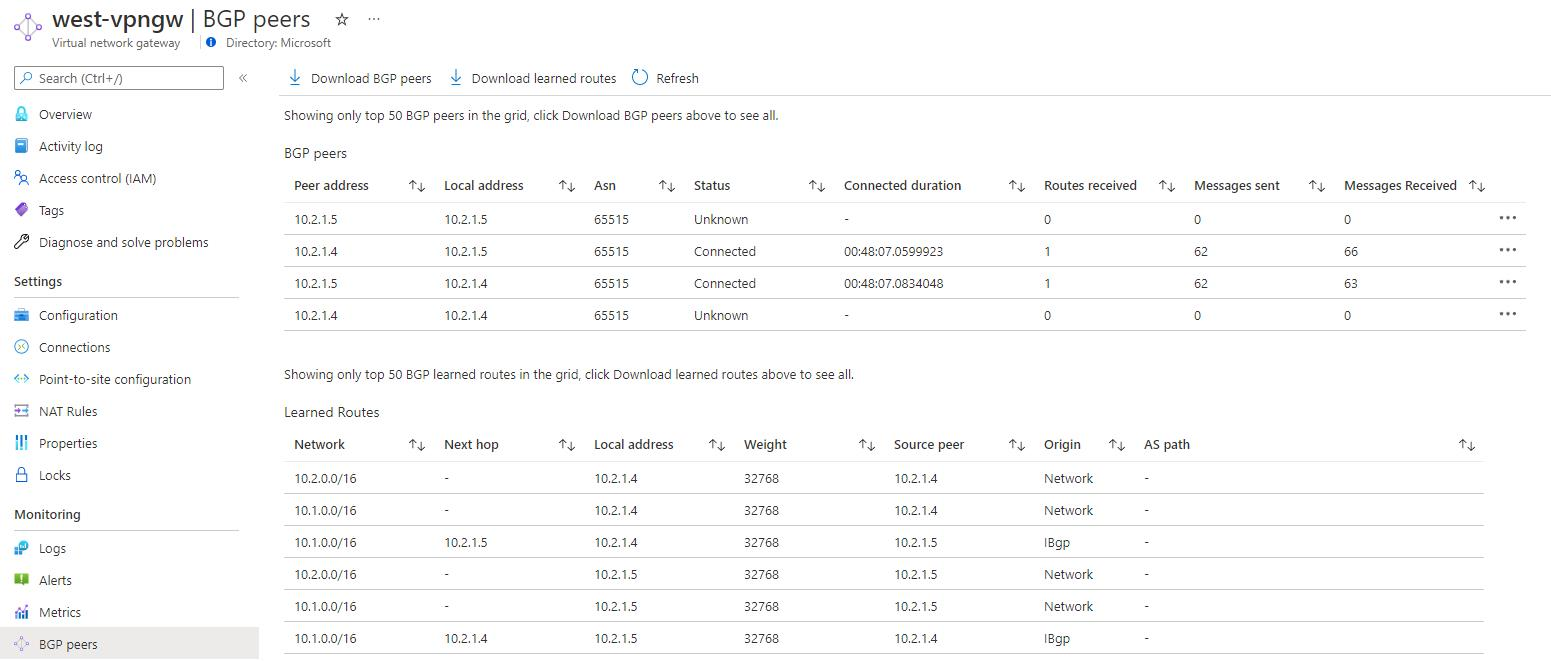 west-vpngw | BGP peers ☆ ...
Virtual network gateway Directory: Microsoft
Search (Ctrl+/) «
Overview
Activity log
Access control (IAM)
Tags
Diagnose and solve problems
Settings
Configuration
Connections
Point-to-site configuration
NAT Rules
Properties
Locks
Monitoring
Logs
Alerts
Metrics
BGP peers
Download BGP peers Download learned routes Refresh
Showing only top 50 BGP peers in the grid, click Download BGP peers above to see all.
BGP peers
Peer address ↑↓ Local address ↑↓ Asn ↑↓ Status ↑↓ Connected duration ↑↓ Routes received ↑↓ Messages sent ↑↓ Messages Received ↑↓
10.2.1.5 10.2.1.5 65515 Unknown - 0 0 0 ...
10.2.1.4 10.2.1.5 65515 Connected 00:48:07.0599923 1 62 66 ...
10.2.1.5 10.2.1.4 65515 Connected 00:48:07.0834048 1 62 63 ...
10.2.1.4 10.2.1.4 65515 Unknown - 0 0 0 ...
Showing only top 50 BGP learned routes in the grid, click Download learned routes above to see all.
Learned Routes
Network ↑↓ Next hop ↑↓ Local address ↑↓ Weight ↑↓ Source peer ↑↓ Origin ↑↓ AS path ↑↓
10.2.0.0/16 - 10.2.1.4 32768 10.2.1.4 Network -
10.1.0.0/16 - 10.2.1.4 32768 10.2.1.4 Network -
10.1.0.0/16 10.2.1.5 10.2.1.4 32768 10.2.1.5 IBgp -
10.2.0.0/16 - 10.2.1.5 32768 10.2.1.5 Network -
10.1.0.0/16 - 10.2.1.5 32768 10.2.1.5 Network -
10.1.0.0/16 10.2.1.4 10.2.1.5 32768 10.2.1.4 IBgp -